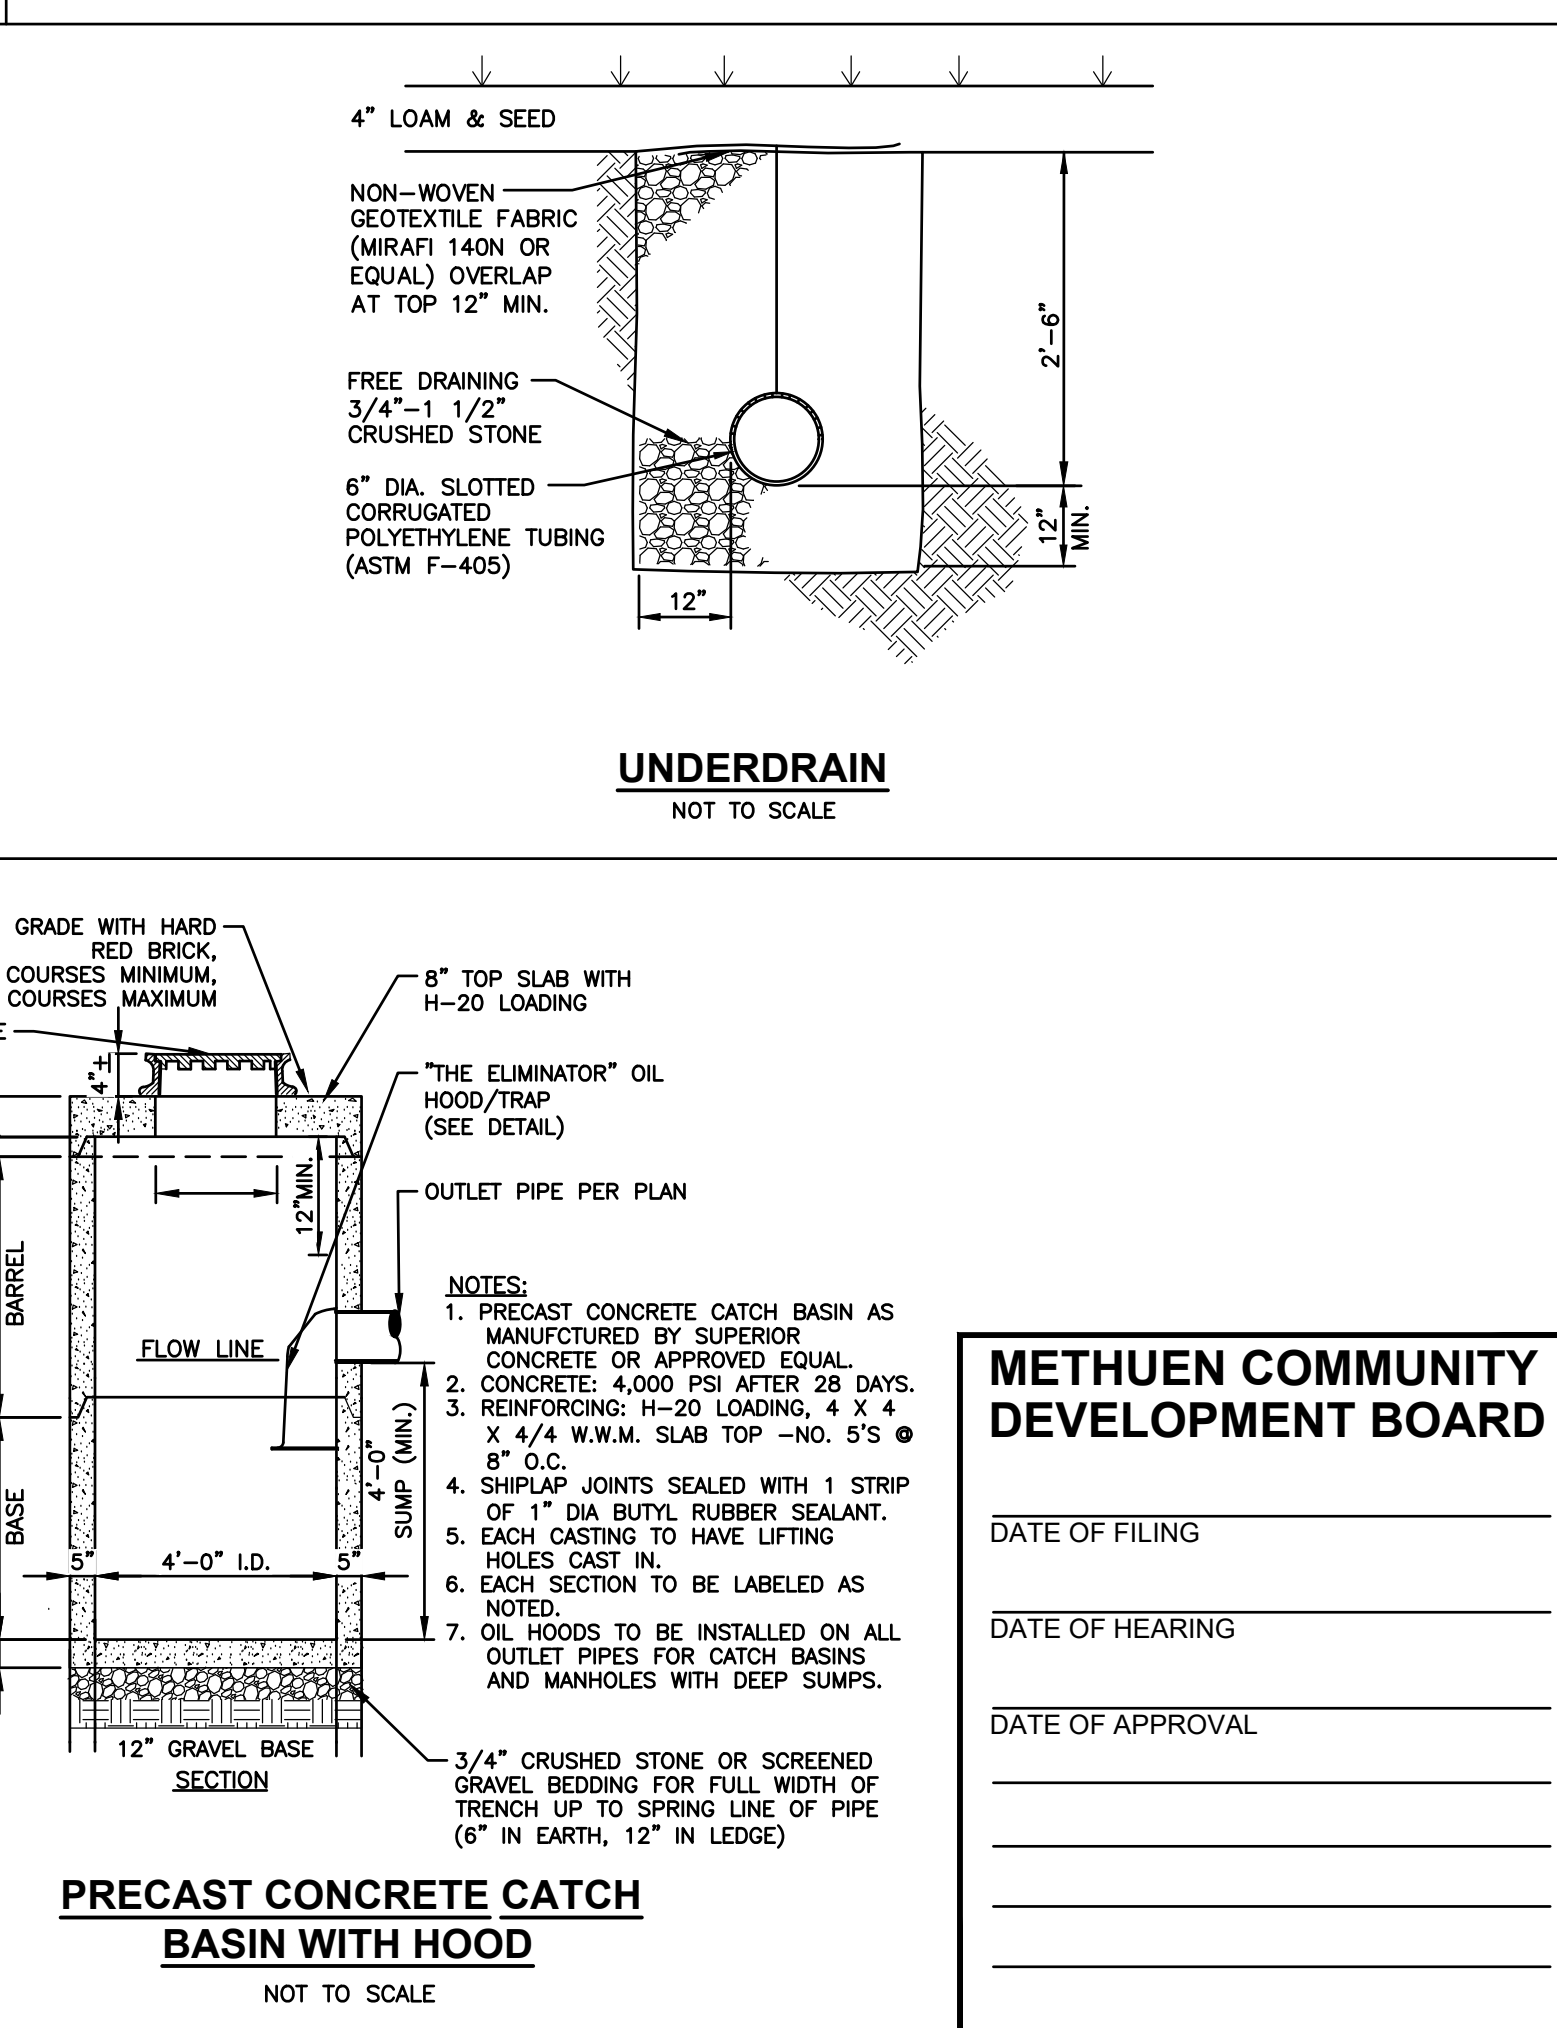 4" LOAM & SEED
NON-WOVEN
GEOTEXTILE FABRIC
(MIRAFI 140N OR
EQUAL) OVERLAP
AT TOP 12" MIN.
FREE DRAINING
3/4"-1 1/2"
CRUSHED STONE
6" DIA. SLOTTED
CORRUGATED
POLYETHYLENE TUBING
(ASTM F-405)
2'-6"
12"
MIN.
12"
UNDERDRAIN
NOT TO SCALE
GRADE WITH HARD
RED BRICK,
COURSES MINIMUM,
COURSES MAXIMUM
E
4"±
8" TOP SLAB WITH
H-20 LOADING
"THE ELIMINATOR" OIL
HOOD/TRAP
(SEE DETAIL)
12"MIN.
OUTLET PIPE PER PLAN
BARREL
FLOW LINE
BASE
4'-0"
SUMP (MIN.)
5"
4'-0" I.D.
5"
12" GRAVEL BASE
SECTION
NOTES:
1. PRECAST CONCRETE CATCH BASIN AS
MANUFCTURED BY SUPERIOR
CONCRETE OR APPROVED EQUAL.
2. CONCRETE: 4,000 PSI AFTER 28 DAYS.
3. REINFORCING: H-20 LOADING, 4 X 4
X 4/4 W.W.M. SLAB TOP -NO. 5'S @
8" O.C.
4. SHIPLAP JOINTS SEALED WITH 1 STRIP
OF 1" DIA BUTYL RUBBER SEALANT.
5. EACH CASTING TO HAVE LIFTING
HOLES CAST IN.
6. EACH SECTION TO BE LABELED AS
NOTED.
7. OIL HOODS TO BE INSTALLED ON ALL
OUTLET PIPES FOR CATCH BASINS
AND MANHOLES WITH DEEP SUMPS.
3/4" CRUSHED STONE OR SCREENED
GRAVEL BEDDING FOR FULL WIDTH OF
TRENCH UP TO SPRING LINE OF PIPE
(6" IN EARTH, 12" IN LEDGE)
PRECAST CONCRETE CATCH
BASIN WITH HOOD
NOT TO SCALE
METHUEN COMMUNITY
DEVELOPMENT BOARD
DATE OF FILING
DATE OF HEARING
DATE OF APPROVAL